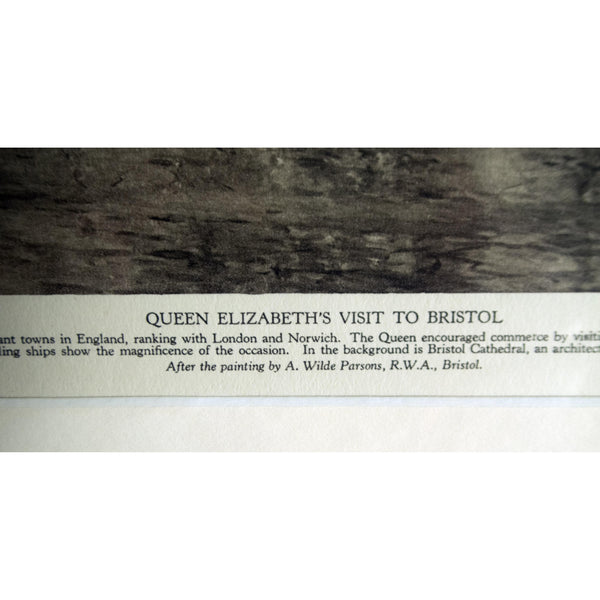 QUEEN ELIZABETH'S VISIT TO BRISTOL
towns in England, ranking with London and Norwich. The Queen encouraged commerce by
ships show the magnificence of the occasion. In the background is Bristol Cathedral, an
After the painting by A. Wilde Parsons, R.W.A., Bristol.